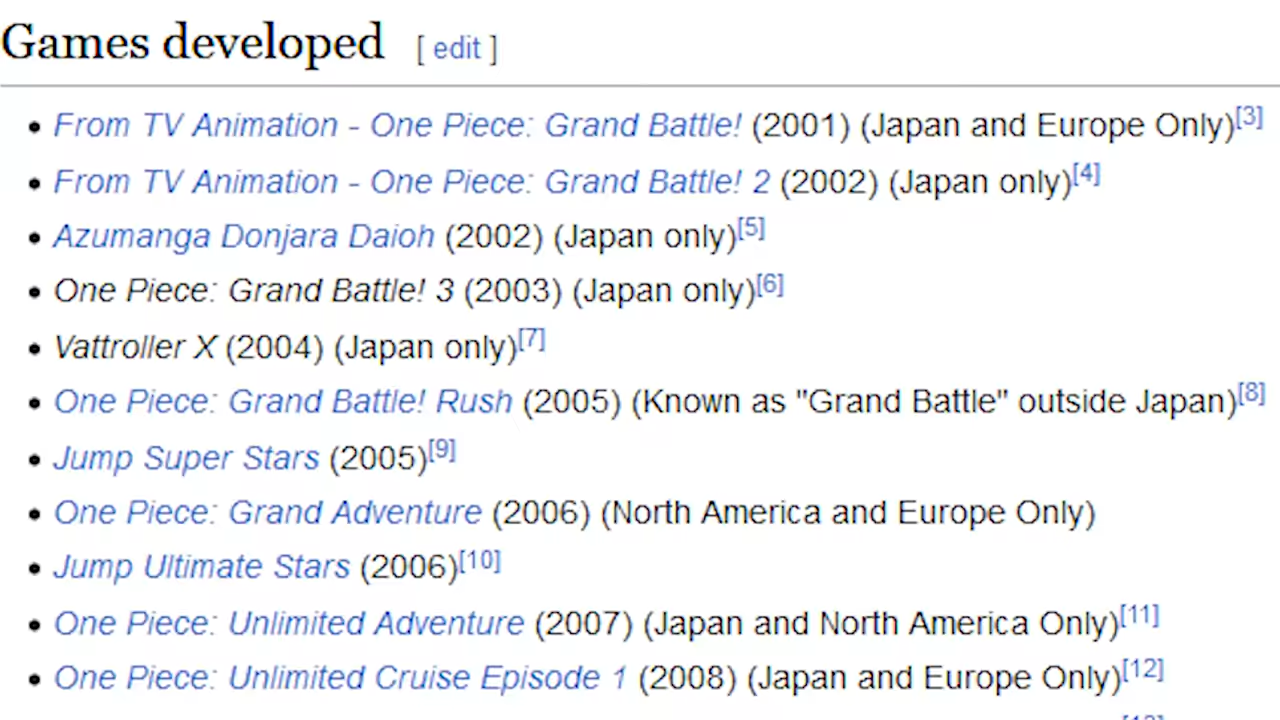 Games developed [ edit ]
• From TV Animation - One Piece: Grand Battle! (2001) (Japan and Europe Only)[3]
• From TV Animation - One Piece: Grand Battle! 2 (2002) (Japan only)[4]
• Azumanga Donjara Daioh (2002) (Japan only)[5]
• One Piece: Grand Battle! 3 (2003) (Japan only)[6]
• Vattroller X (2004) (Japan only)[7]
• One Piece: Grand Battle! Rush (2005) (Known as "Grand Battle" outside Japan)[8]
• Jump Super Stars (2005)[9]
• One Piece: Grand Adventure (2006) (North America and Europe Only)
• Jump Ultimate Stars (2006)[10]
• One Piece: Unlimited Adventure (2007) (Japan and North America Only)[11]
• One Piece: Unlimited Cruise Episode 1 (2008) (Japan and Europe Only)[12]